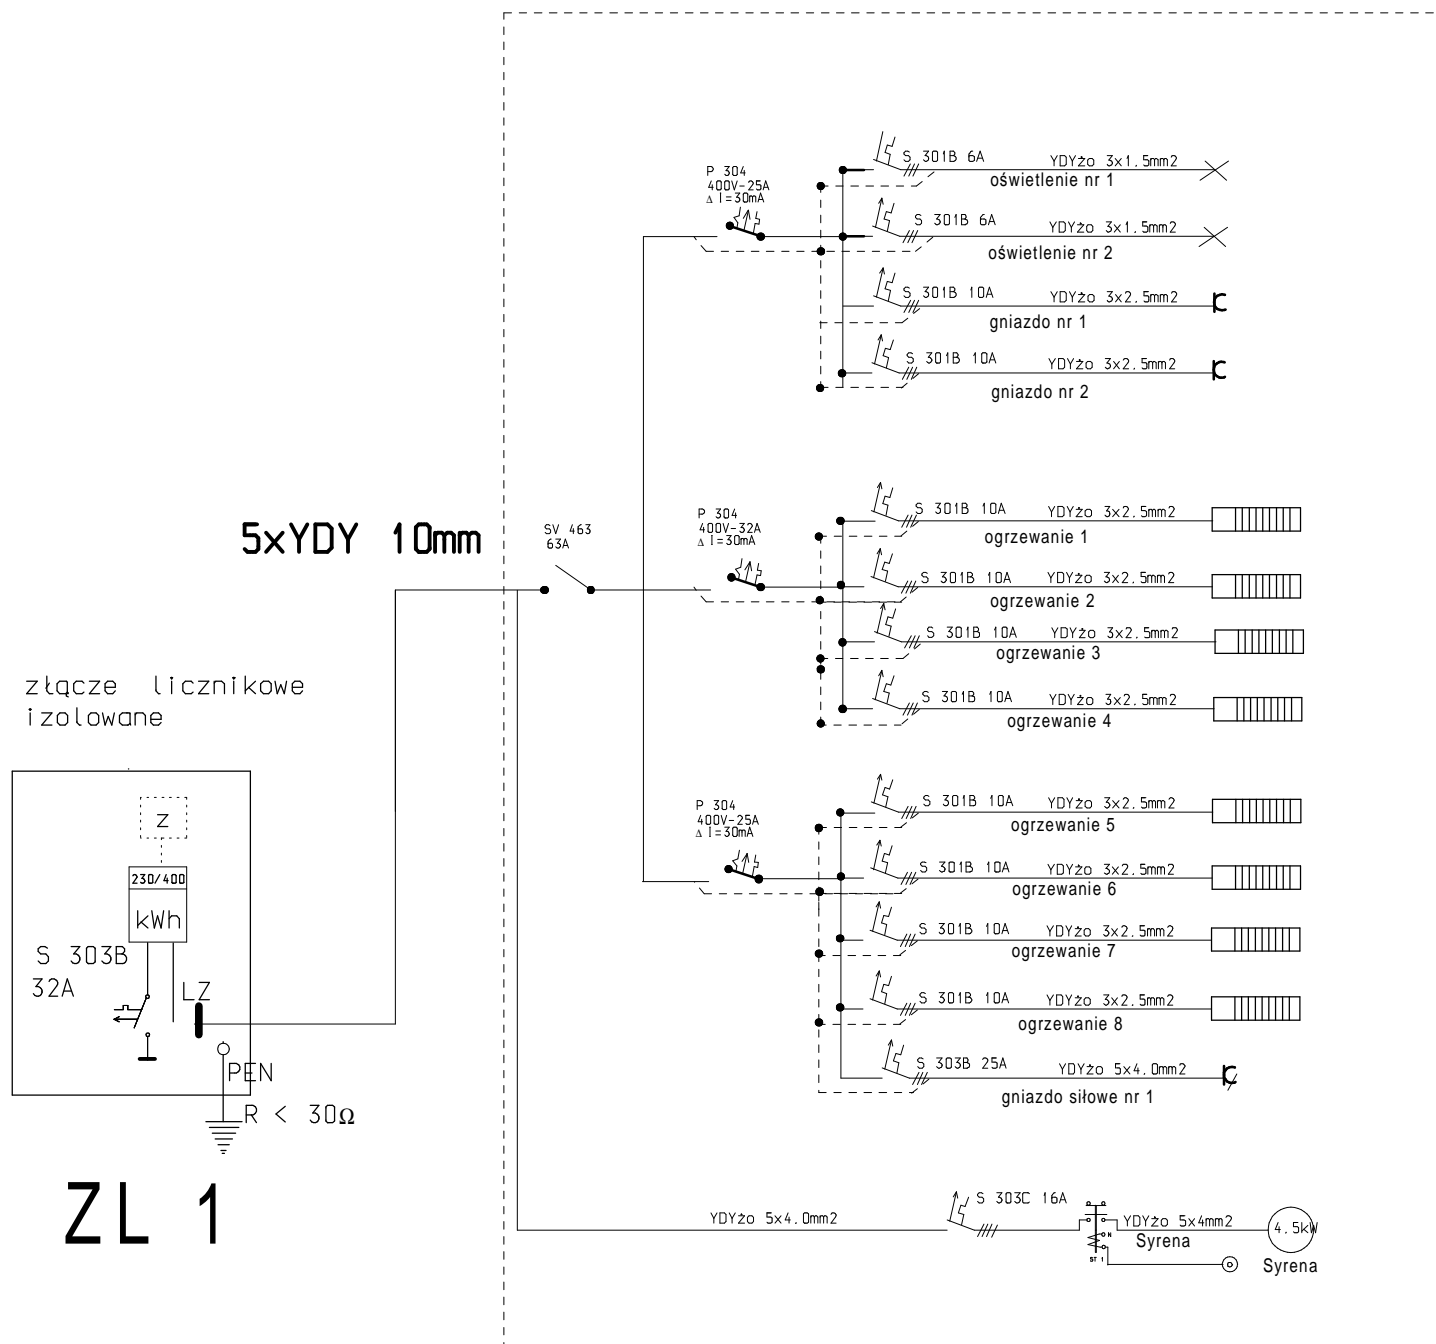 P 304
400V-25A
Δ I=30mA
S 301B 6A
YDYżo 3x1.5mm2
oświetlenie nr 1
S 301B 6A
YDYżo 3x1.5mm2
oświetlenie nr 2
S 301B 10A
YDYżo 3x2.5mm2
gniazdo nr 1
S 301B 10A
YDYżo 3x2.5mm2
gniazdo nr 2
5xYDY 10mm
SV 463
63A
P 304
400V-32A
Δ I=30mA
S 301B 10A
YDYżo 3x2.5mm2
ogrzewanie 1
S 301B 10A
YDYżo 3x2.5mm2
ogrzewanie 2
S 301B 10A
YDYżo 3x2.5mm2
ogrzewanie 3
S 301B 10A
YDYżo 3x2.5mm2
ogrzewanie 4
złącze licznikowe
izolowane
Z
230/400
kWh
S 303B
32A
LZ
PEN
R < 30Ω
ZL 1
P 304
400V-25A
Δ I=30mA
S 301B 10A
YDYżo 3x2.5mm2
ogrzewanie 5
S 301B 10A
YDYżo 3x2.5mm2
ogrzewanie 6
S 301B 10A
YDYżo 3x2.5mm2
ogrzewanie 7
S 301B 10A
YDYżo 3x2.5mm2
ogrzewanie 8
S 303B 25A
YDYżo 5x4.0mm2
gniazdo siłowe nr 1
YDYżo 5x4.0mm2
S 303C 16A
N
ST 1
YDYżo 5x4mm2
Syrena
4.5kW
Syrena